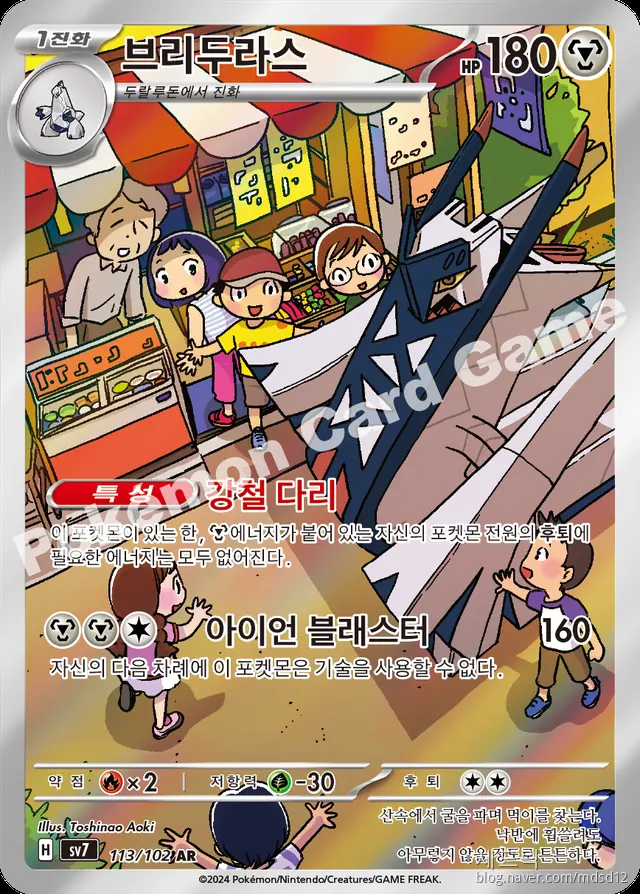 1진화
브리두라스
HP 180
두랄루돈에서 진화
Pokémon Card Game
특성 강철 다리
이 포켓몬이 있는 한, 에너지가 붙어 있는 자신의 포켓몬 전원의 후퇴에
필요한 에너지는 모두 없어진다.
아이언 블래스터 160
자신의 다음 차례에 이 포켓몬은 기술을 사용할 수 없다.
약점 ×2 저항력 -30 후퇴
Illus. Toshinao Aoki
산속에서 굴을 파며 먹이를 찾는다.
낙반에 휩쓸려도
아무렇지 않을 정도로 튼튼하다.
H sv7 113/102 AR
©2024 Pokémon/Nintendo/Creatures/GAME FREAK.
blog.naver.com/mdsd12